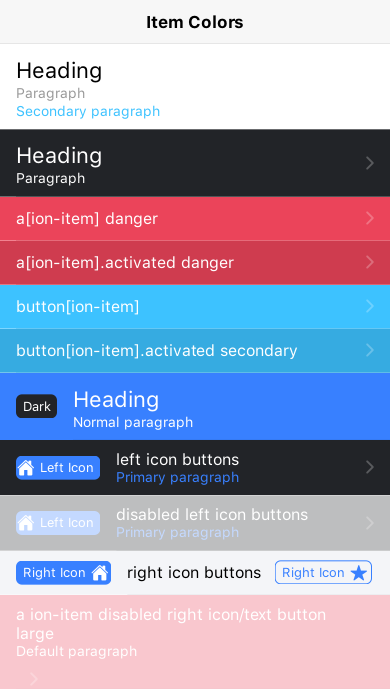 Item Colors
Heading
Paragraph
Secondary paragraph
Heading
Paragraph
a[ion-item] danger
a[ion-item].activated danger
button[ion-item]
button[ion-item].activated secondary
Dark Heading
Normal paragraph
Left Icon left icon buttons
Primary paragraph
Left Icon disabled left icon buttons
Primary paragraph
Right Icon right icon buttons Right Icon
a ion-item disabled right icon/text button
large
Default paragraph